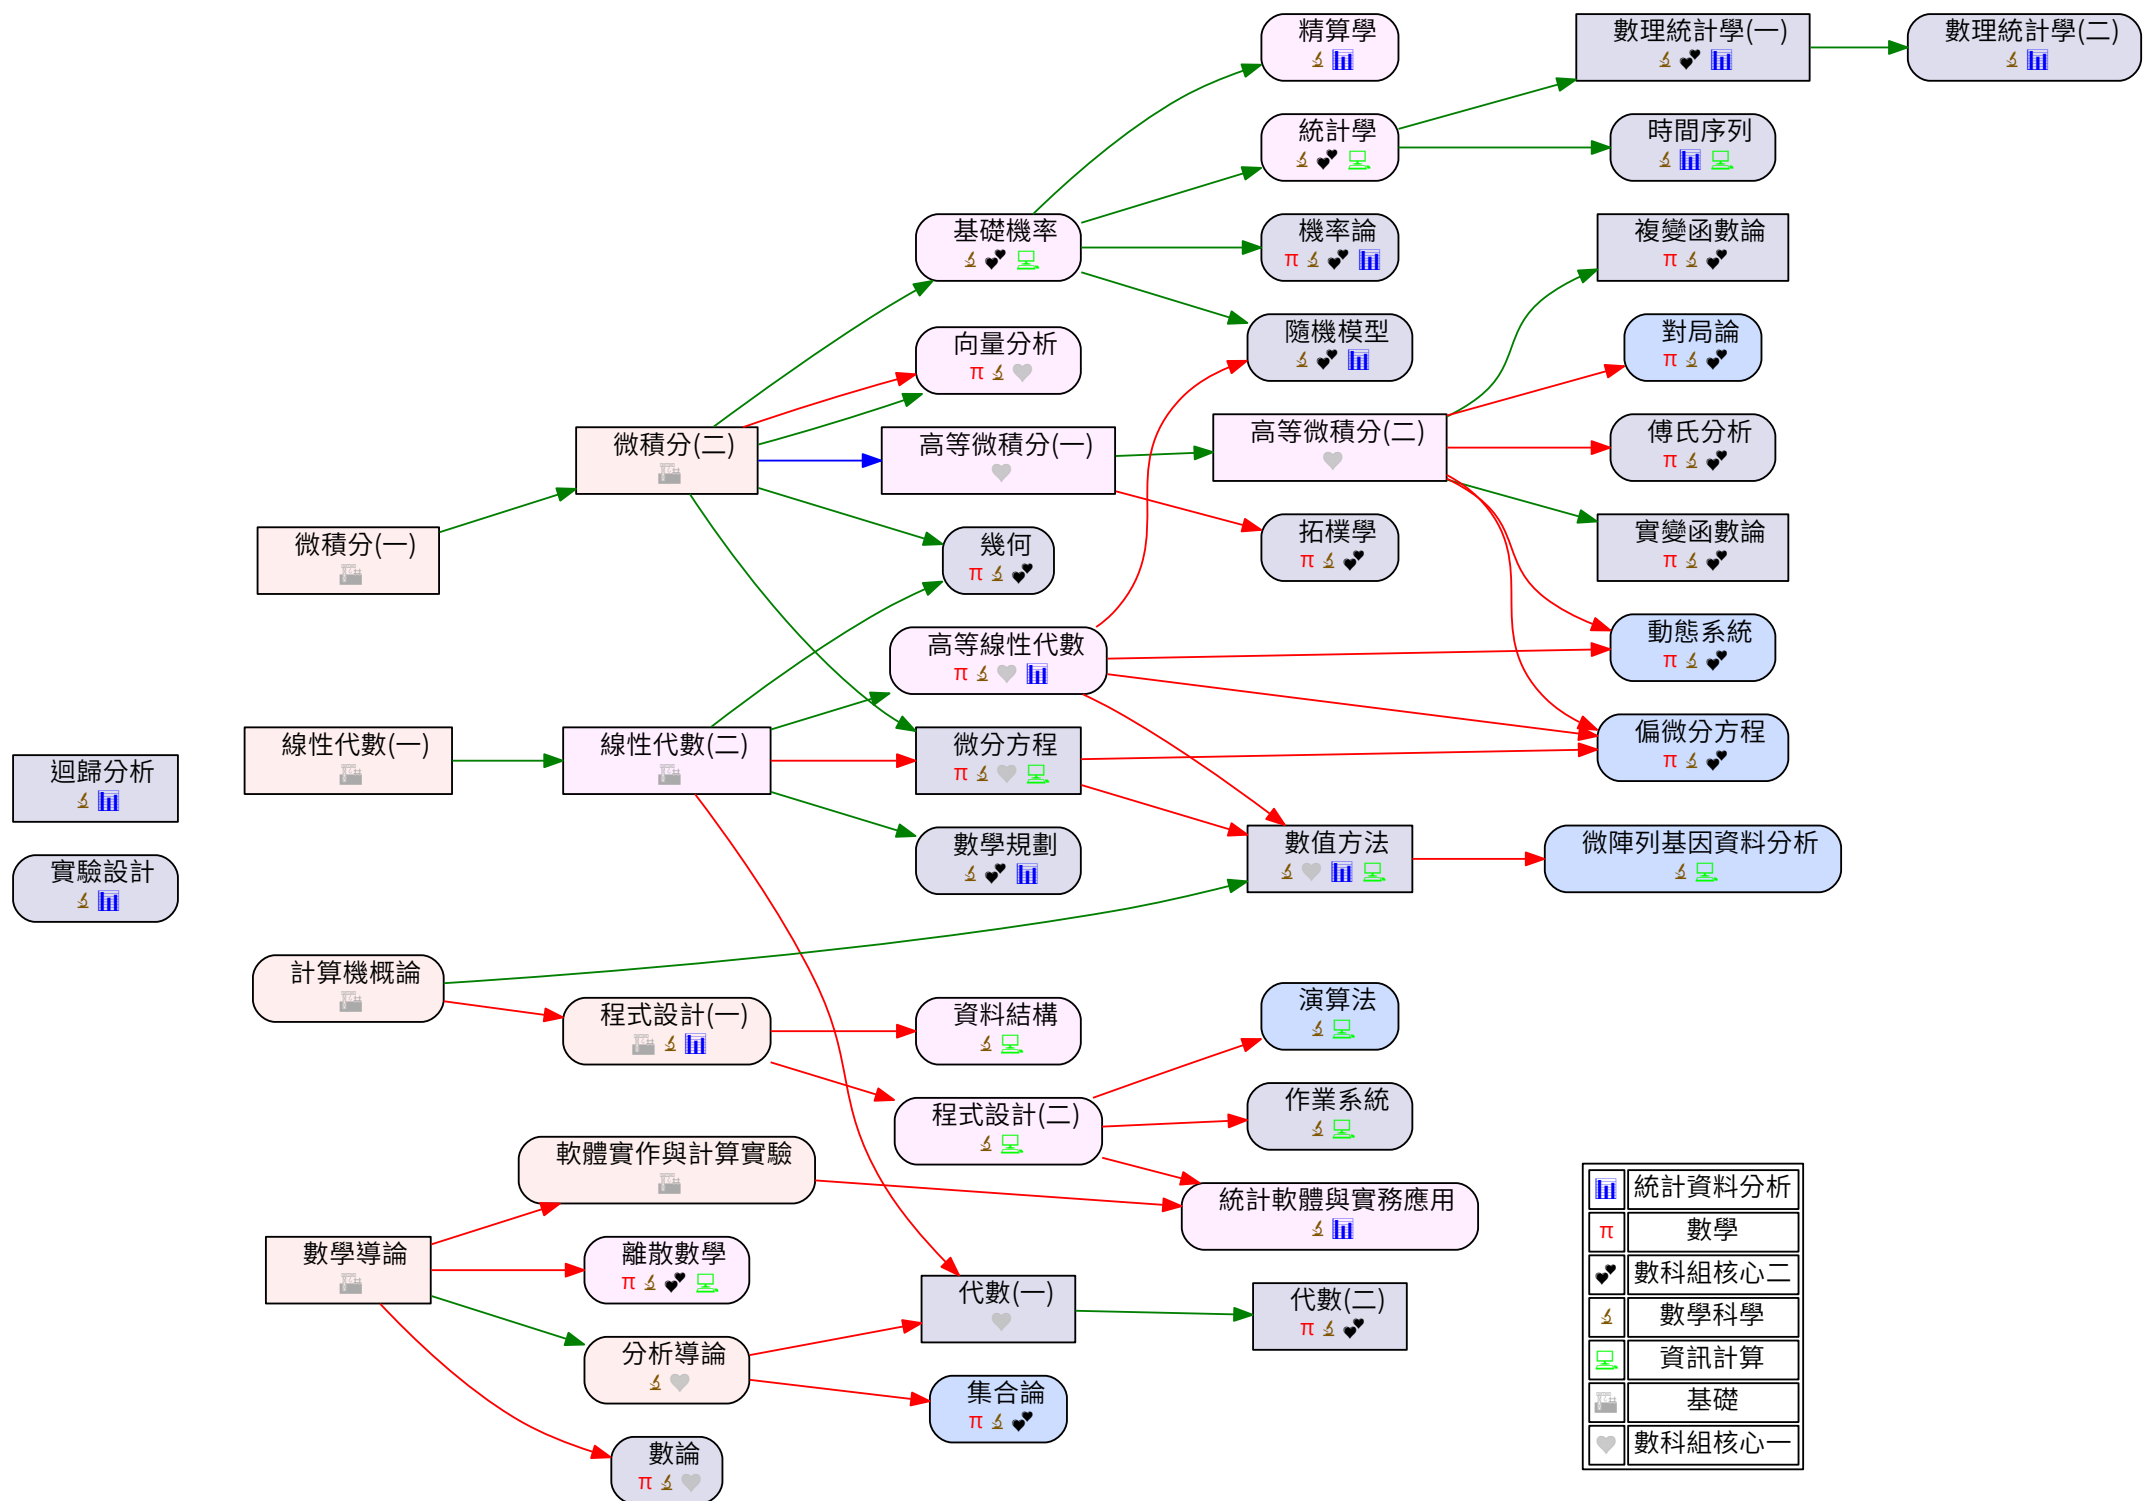 精算學
數理統計學(一)
數理統計學(二)
統計學
時間序列
基礎機率
機率論
π
複變函數論
π
向量分析
π
隨機模型
對局論
π
微積分(二)
高等微積分(一)
高等微積分(二)
傅氏分析
π
微積分(一)
幾何
π
拓樸學
π
實變函數論
π
高等線性代數
π
動態系統
π
線性代數(一)
線性代數(二)
微分方程
π
偏微分方程
π
迴歸分析
實驗設計
數學規劃
數值方法
微陣列基因資料分析
計算機概論
程式設計(一)
資料結構
演算法
程式設計(二)
作業系統
軟體實作與計算實驗
統計軟體與實務應用
數學導論
離散數學
π
代數(一)
代數(二)
π
分析導論
集合論
π
數論
π
統計資料分析
π 數學
數科組核心二
數學科學
資訊計算
基礎
數科組核心一